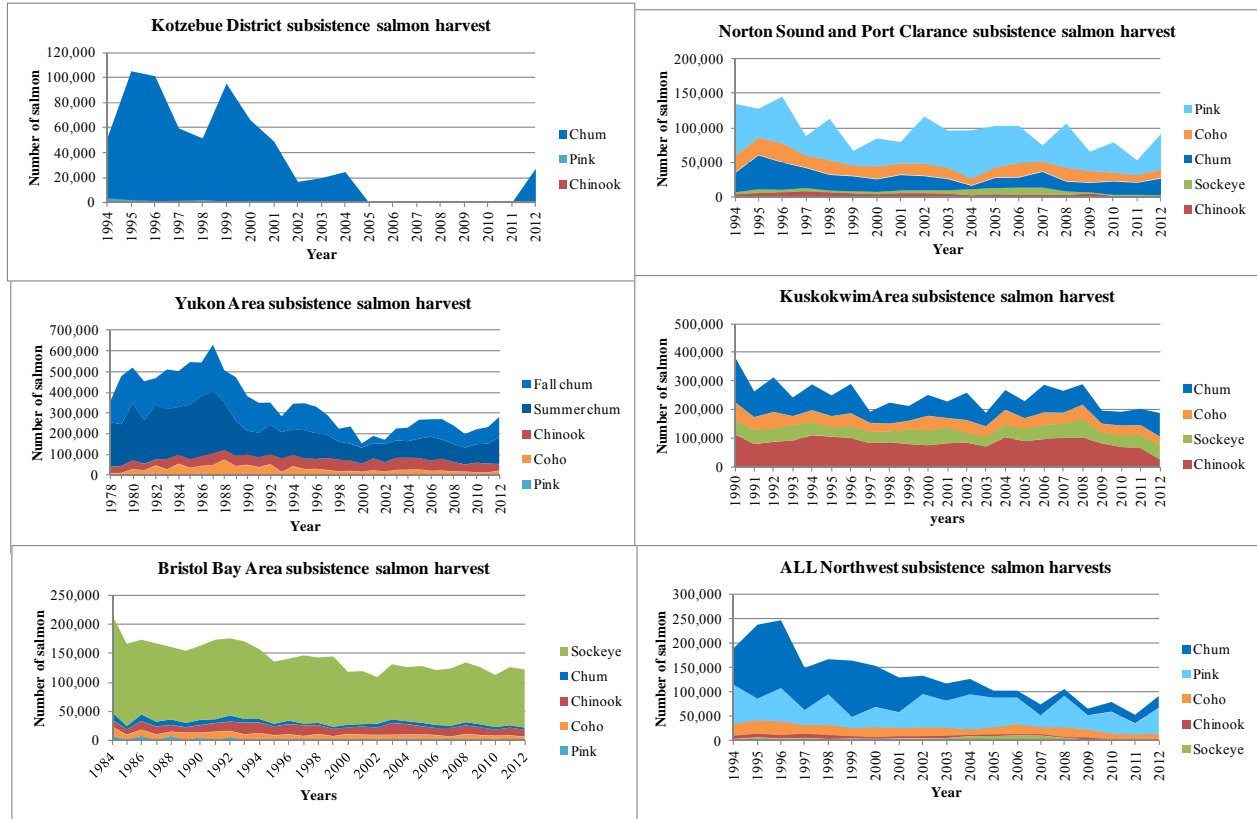 Kotzebue District subsistence salmon harvest
Number of salmon
120,000
100,000
80,000
60,000
40,000
20,000
0
1994 1995 1996 1997 1998 1999 2000 2001 2002 2003 2004 2005 2006 2007 2008 2009 2010 2011 2012
Year
Chum
Pink
Chinook
Norton Sound and Port Clarance subsistence salmon harvest
Number of salmon
200,000
150,000
100,000
50,000
0
1994 1995 1996 1997 1998 1999 2000 2001 2002 2003 2004 2005 2006 2007 2008 2009 2010 2011 2012
Year
Pink
Coho
Chum
Sockeye
Chinook
Yukon Area subsistence salmon harvest
Number of salmon
700,000
600,000
500,000
400,000
300,000
200,000
100,000
0
1978 1980 1982 1984 1986 1988 1990 1992 1994 1996 1998 2000 2002 2004 2006 2008 2010 2012
Year
Fall chum
Summer chum
Chinook
Coho
Pink
KuskokwimArea subsistence salmon harvest
Number of salmon
500,000
400,000
300,000
200,000
100,000
0
1990 1991 1992 1993 1994 1995 1996 1997 1998 1999 2000 2001 2002 2003 2004 2005 2006 2007 2008 2009 2010 2011 2012
years
Chum
Coho
Sockeye
Chinook
Bristol Bay Area subsistence salmon harvest
Number of salmon
250,000
200,000
150,000
100,000
50,000
0
1984 1986 1988 1990 1992 1994 1996 1998 2000 2002 2004 2006 2008 2010 2012
Years
Sockeye
Chum
Chinook
Coho
Pink
ALL Northwest subsistence salmon harvests
Number of salmon
300,000
250,000
200,000
150,000
100,000
50,000
0
1994 1995 1996 1997 1998 1999 2000 2001 2002 2003 2004 2005 2006 2007 2008 2009 2010 2011 2012
Year
Chum
Pink
Coho
Chinook
Sockeye